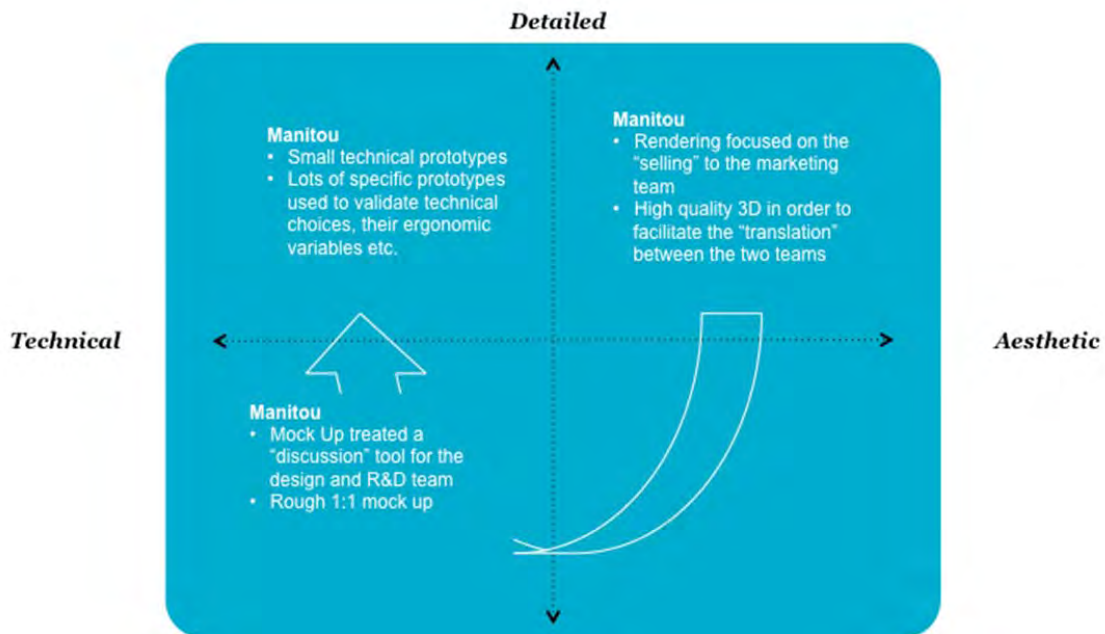 Detailed
Manitou
• Small technical prototypes
• Lots of specific prototypes
used to validate technical
choices, their ergonomic
variables etc.
Manitou
• Rendering focused on the
“selling” to the marketing
team
• High quality 3D in order to
facilitate the “translation”
between the two teams
Technical
Aesthetic
Manitou
• Mock Up treated a
“discussion” tool for the
design and R&D team
• Rough 1:1 mock up